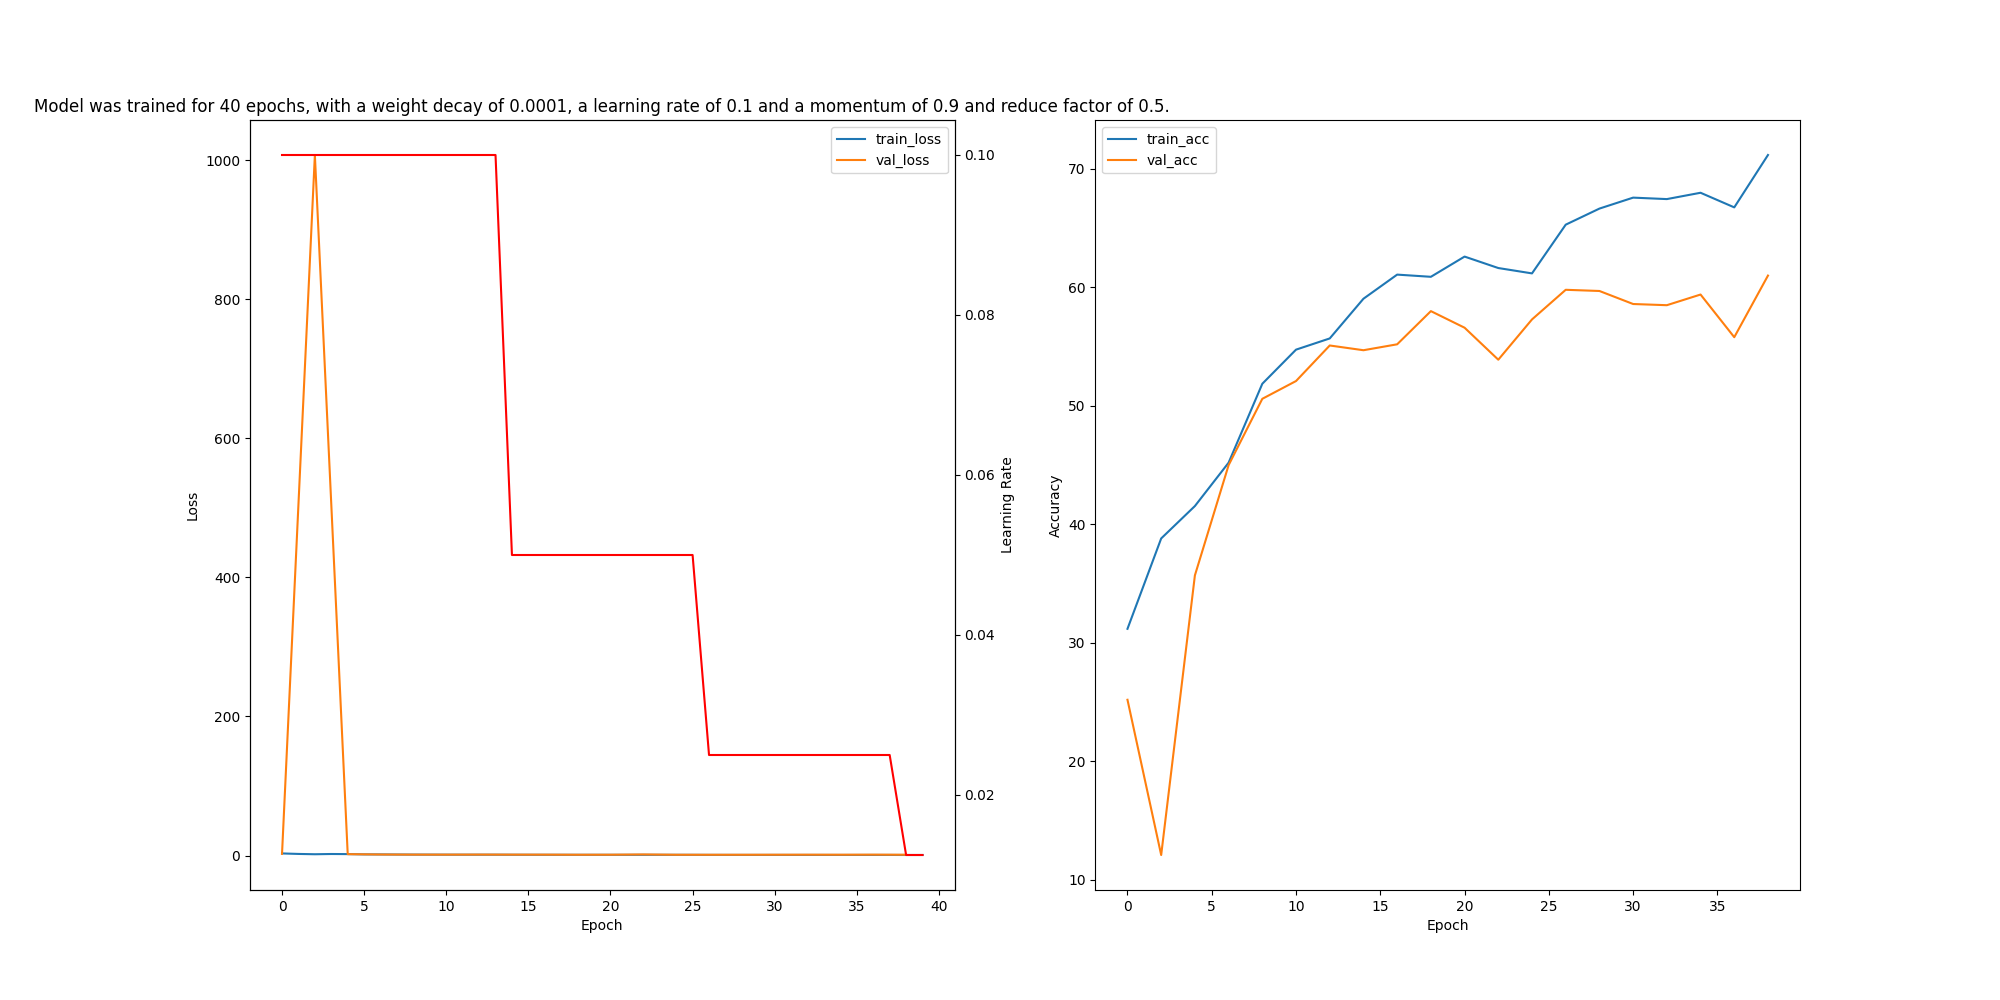 Model was trained for 40 epochs, with a weight decay of 0.0001, a learning rate of 0.1 and a momentum of 0.9 and reduce factor of 0.5.
train_loss
val_loss
1000
800
600
400
200
0
Loss
0 5 10 15 20 25 30 35 40
Epoch
0.10
0.08
0.06
0.04
0.02
Learning Rate
train_acc
val_acc
70
60
50
40
30
20
10
Accuracy
0 5 10 15 20 25 30 35
Epoch